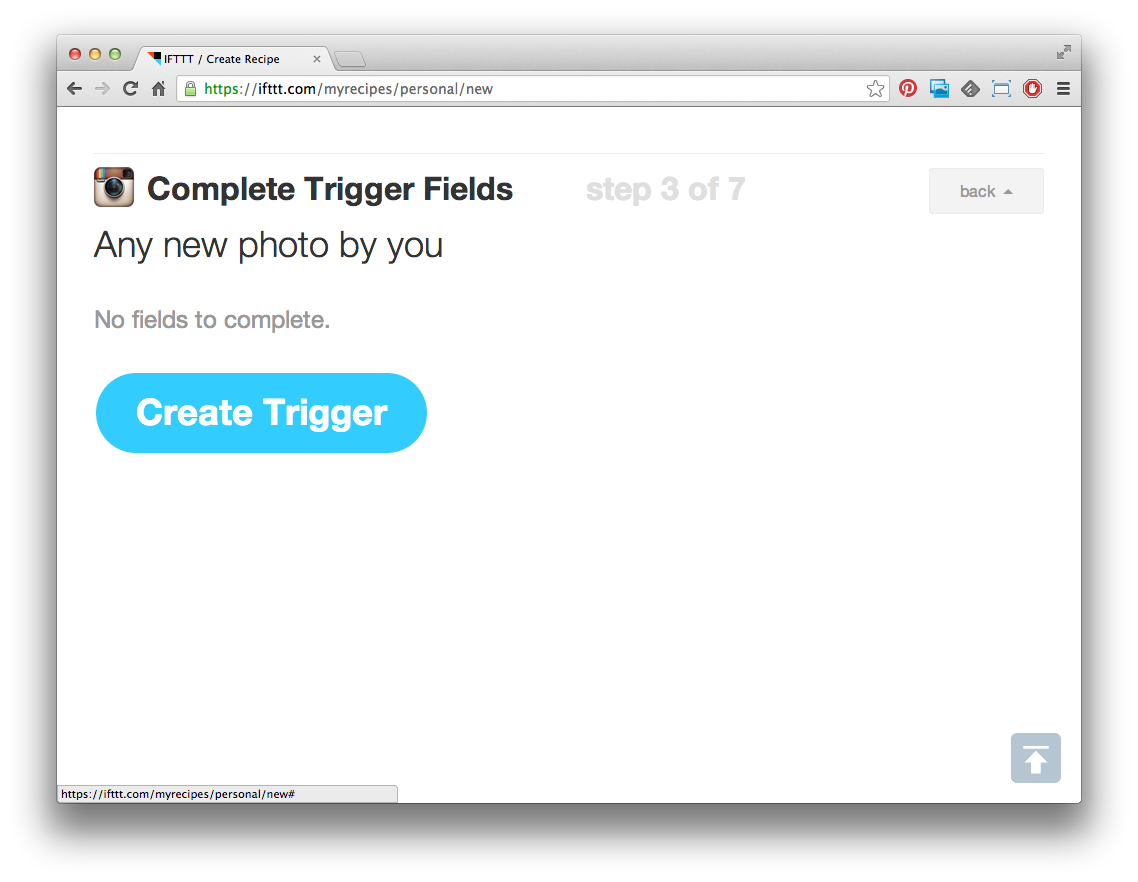 IFTTT / Create Recipe
https://ifttt.com/myrecipes/personal/new
Complete Trigger Fields
step 3 of 7
back
Any new photo by you
No fields to complete.
Create Trigger
https://ifttt.com/myrecipes/personal/new#